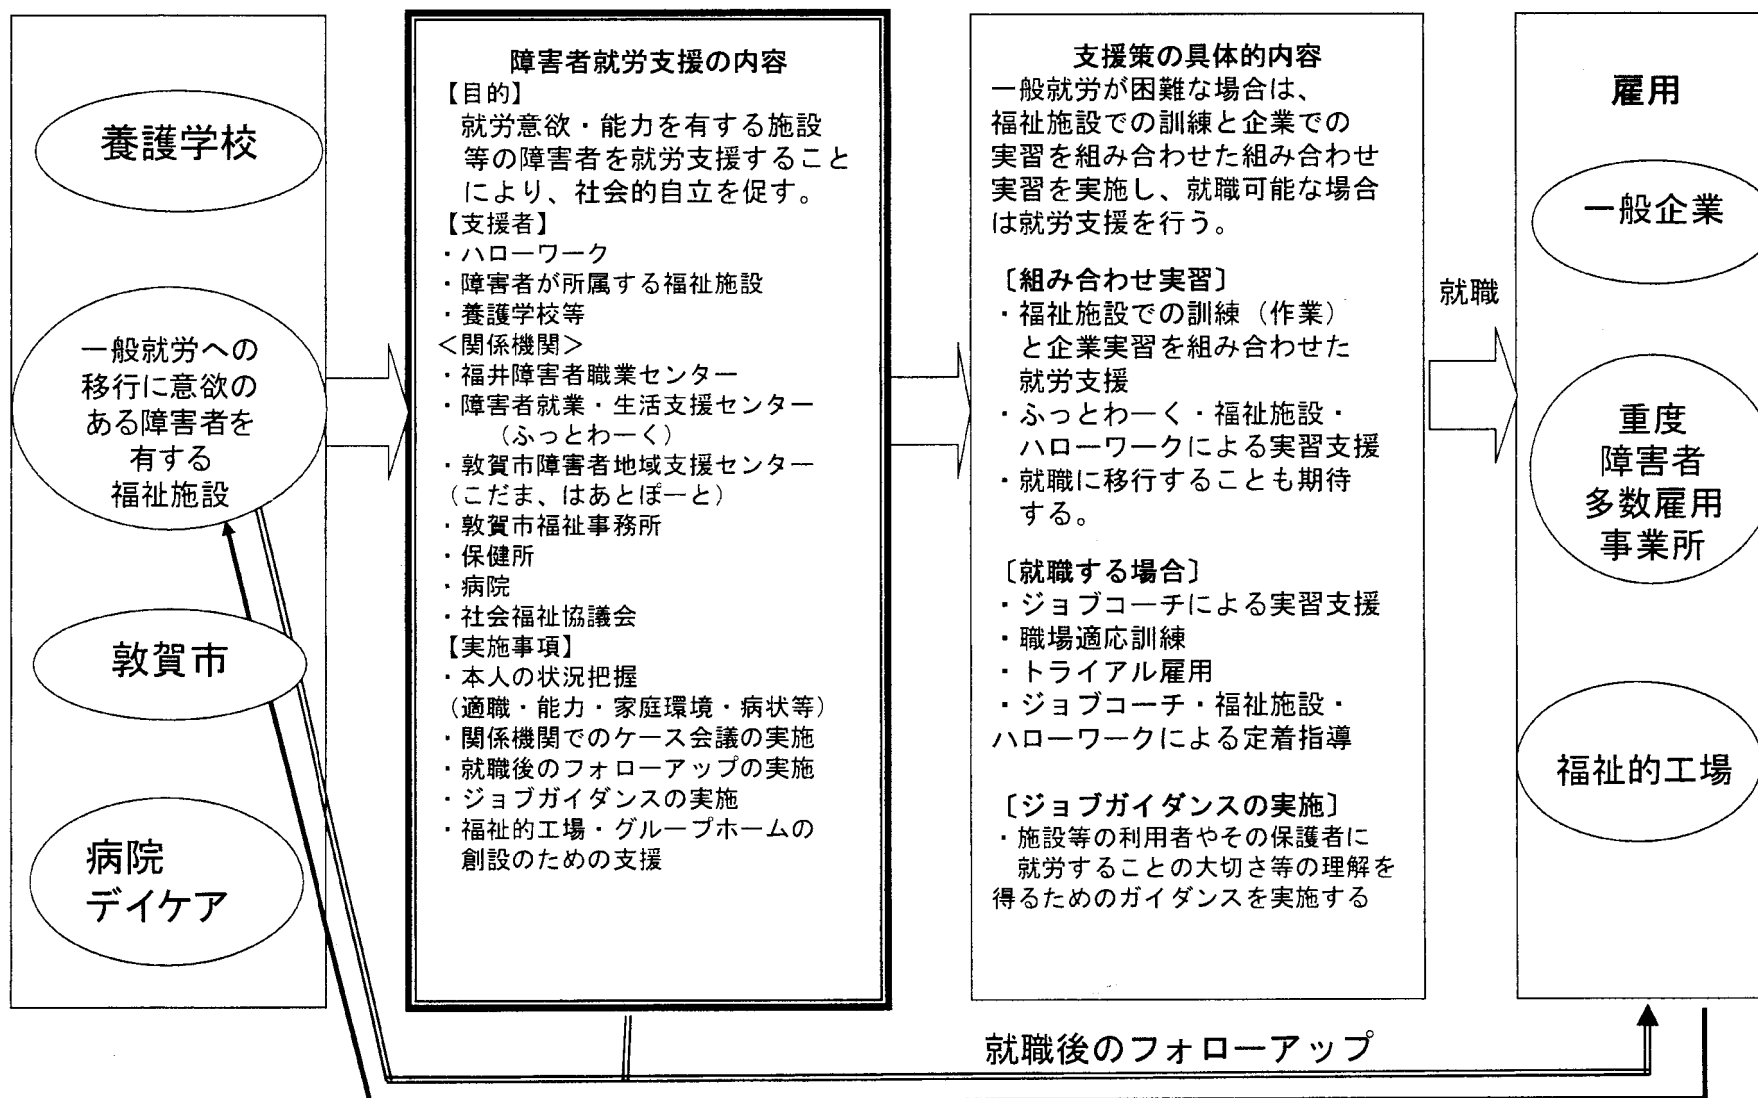 養護学校
一般就労への
移行に意欲の
ある障害者を
有する
福祉施設
敦賀市
病院
デイケア
障害者就労支援の内容
【目的】
就労意欲・能力を有する施設
等の障害者を就労支援すること
により、社会的自立を促す。
【支援者】
・ハローワーク
・障害者が所属する福祉施設
・養護学校等
＜関係機関＞
・福井障害者職業センター
・障害者就業・生活支援センター
（ふっとわーく）
・敦賀市障害者地域支援センター
（こだま、はあとぽーと）
・敦賀市福祉事務所
・保健所
・病院
・社会福祉協議会
【実施事項】
・本人の状況把握
（適職・能力・家庭環境・病状等）
・関係機関でのケース会議の実施
・就職後のフォローアップの実施
・ジョブガイダンスの実施
・福祉的工場・グループホームの
創設のための支援
支援策の具体的内容
一般就労が困難な場合は、
福祉施設での訓練と企業での
実習を組み合わせた組み合わせ
実習を実施し、就職可能な場合
は就労支援を行う。
〔組み合わせ実習〕
・福祉施設での訓練（作業）
と企業実習を組み合わせた
就労支援
・ふっとわーく・福祉施設・
ハローワークによる実習支援
・就職に移行することも期待
する。
〔就職する場合〕
・ジョブコーチによる実習支援
・職場適応訓練
・トライアル雇用
・ジョブコーチ・福祉施設・
ハローワークによる定着指導
〔ジョブガイダンスの実施〕
・施設等の利用者やその保護者に
就労することの大切さ等の理解を
得るためのガイダンスを実施する
就職
雇用
一般企業
重度
障害者
多数雇用
事業所
福祉的工場
就職後のフォローアップ